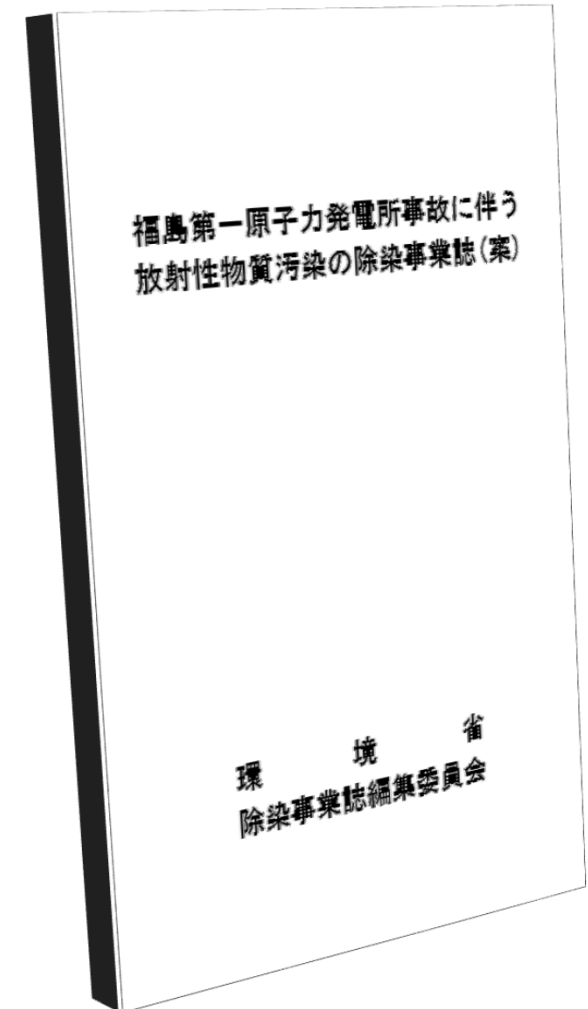 福島第一原子力発電所事故に伴う
放射性物質汚染の除染事業誌(案)
環境省
除染事業誌編集委員会